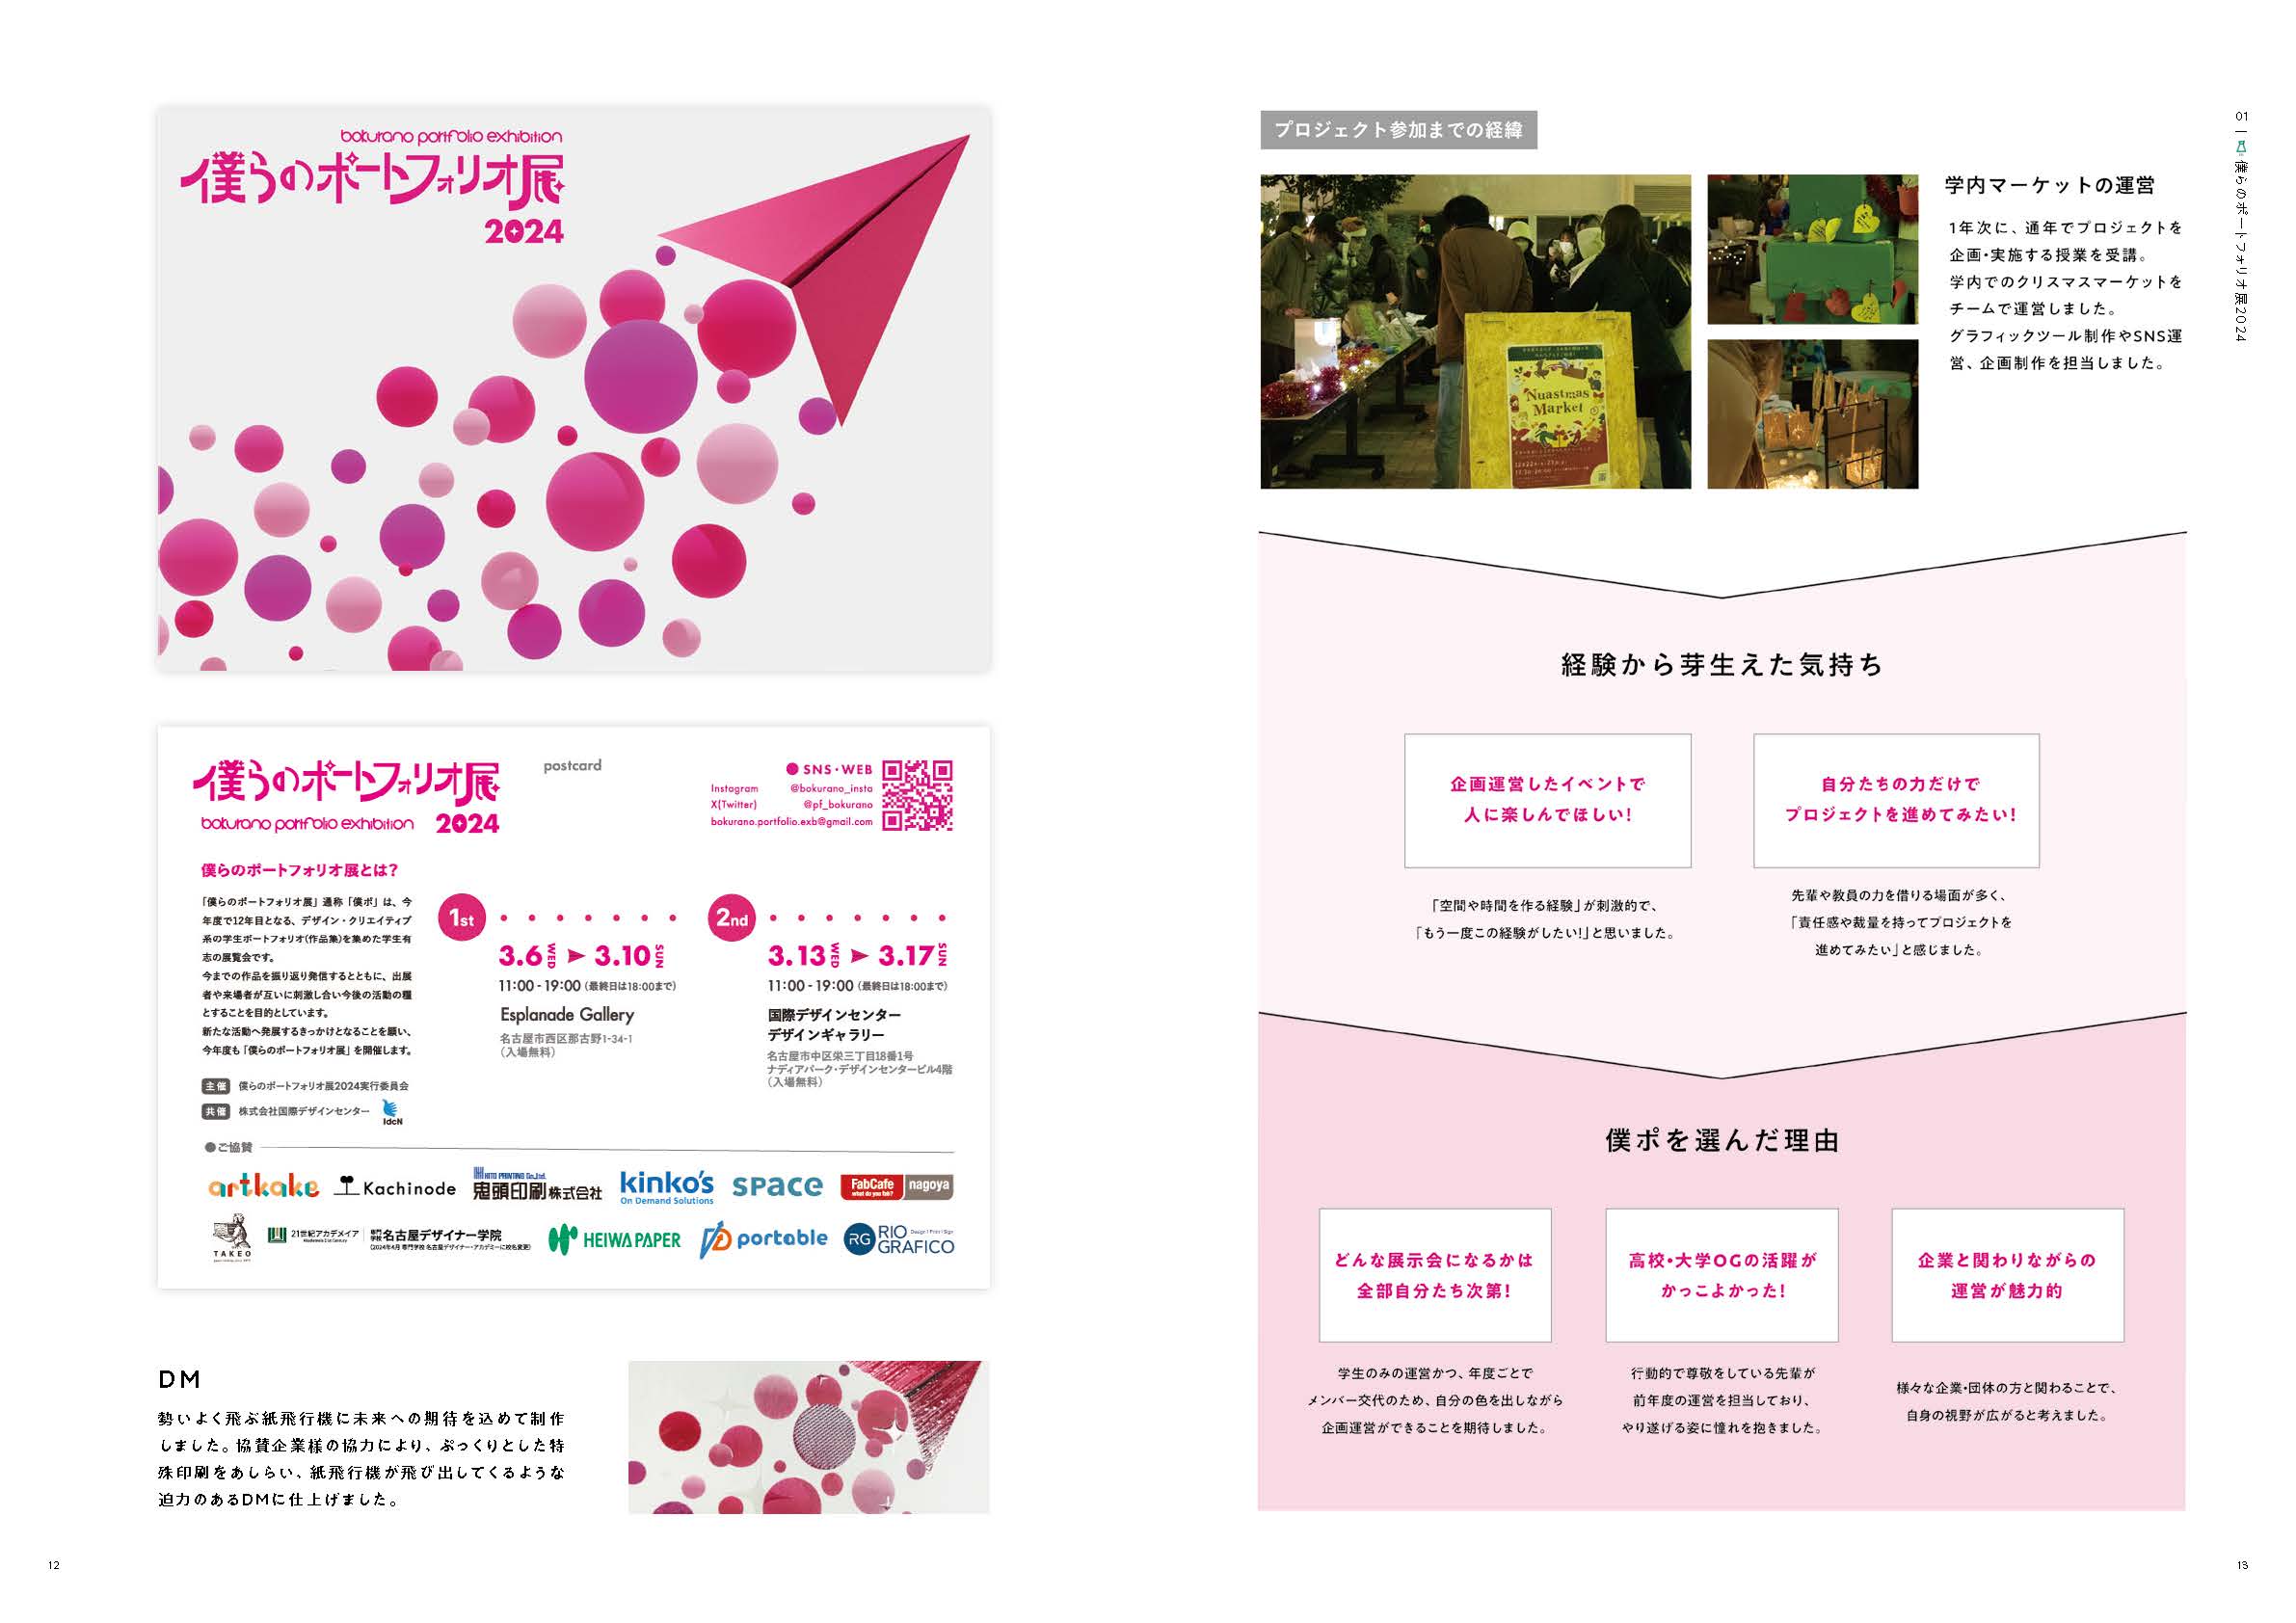 bokurano portfolio exhibition
僕らのポートフォリオ展
2024
僕らのポートフォリオ展
bokurano portfolio exhibition 2024
postcard
●SNS・WEB
Instagram @bokurano_insta
X(Twitter) @pf_bokurano
bokurano.portfolio.exb@gmail.com
僕らのポートフォリオ展とは?
「僕らのポートフォリオ展」通称「僕ポ」は、今
年度で12年目となる、デザイン・クリエイティブ
系の学生ポートフォリオ(作品集)を集めた学生有
志の展覧会です。
今までの作品を振り返り発信するとともに、出展
者や来場者が互いに刺激し合い今後の活動の糧
とすることを目的としています。
新たな活動へ発展するきっかけとなることを願い、
今年度も「僕らのポートフォリオ展」を開催します。
主催 僕らのポートフォリオ展2024実行委員会
共催 株式会社国際デザインセンター
IdcN
1st
3.6 WED ▶ 3.10 SUN
11:00 - 19:00(最終日は18:00まで)
Esplanade Gallery
名古屋市西区那古野1-34-1
(入場無料)
2nd
3.13 WED ▶ 3.17 SUN
11:00 - 19:00(最終日は18:00まで)
国際デザインセンター
デザインギャラリー
名古屋市中区栄三丁目18番1号
ナディアパーク・デザインセンタービル4階
(入場無料)
●ご協賛
artkake
Kachinode
KITO PRINTING Co.,Ltd.
鬼頭印刷株式会社
kinko's
On Demand Solutions
space
FabCafe nagoya
what do you fab?
TAKEO
21世紀アカデメイア
名古屋デザイナー学院
HEIWA PAPER
portable
RG RIO GRAFICO
DM
勢いよく飛ぶ紙飛行機に未来への期待を込めて制作
しました。協賛企業様の協力により、ぷっくりとした特
殊印刷をあしらい、紙飛行機が飛び出してくるような
迫力のあるDMに仕上げました。
12
プロジェクト参加までの経緯
Nuastmas
Market
学内マーケットの運営
1年次に、通年でプロジェクトを
企画・実施する授業を受講。
学内でのクリスマスマーケットを
チームで運営しました。
グラフィックツール制作やSNS運
営、企画制作を担当しました。
経験から芽生えた気持ち
企画運営したイベントで
人に楽しんでほしい!
「空間や時間を作る経験」が刺激的で、
「もう一度この経験がしたい!」と思いました。
自分たちの力だけで
プロジェクトを進めてみたい!
先輩や教員の力を借りる場面が多く、
「責任感や裁量を持ってプロジェクトを
進めてみたい」と感じました。
僕ポを選んだ理由
どんな展示会になるかは
全部自分たち次第!
学生のみの運営かつ、年度ごとで
メンバー交代のため、自分の色を出しながら
企画運営ができることを期待しました。
高校・大学OGの活躍が
かっこよかった!
行動的で尊敬をしている先輩が
前年度の運営を担当しており、
やり遂げる姿に憧れを抱きました。
企業と関わりながらの
運営が魅力的
様々な企業・団体の方と関わることで、
自身の視野が広がると考えました。
01 | 僕らのポートフォリオ展2024
13